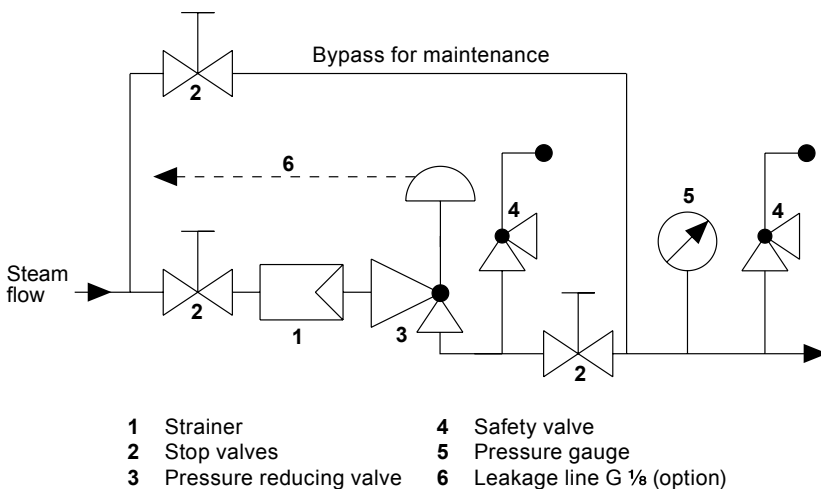 Bypass for maintenance
2
6
4
5
4
Steam
flow
2
1
3
2
1 Strainer
2 Stop valves
3 Pressure reducing valve
4 Safety valve
5 Pressure gauge
6 Leakage line G ⅛ (option)